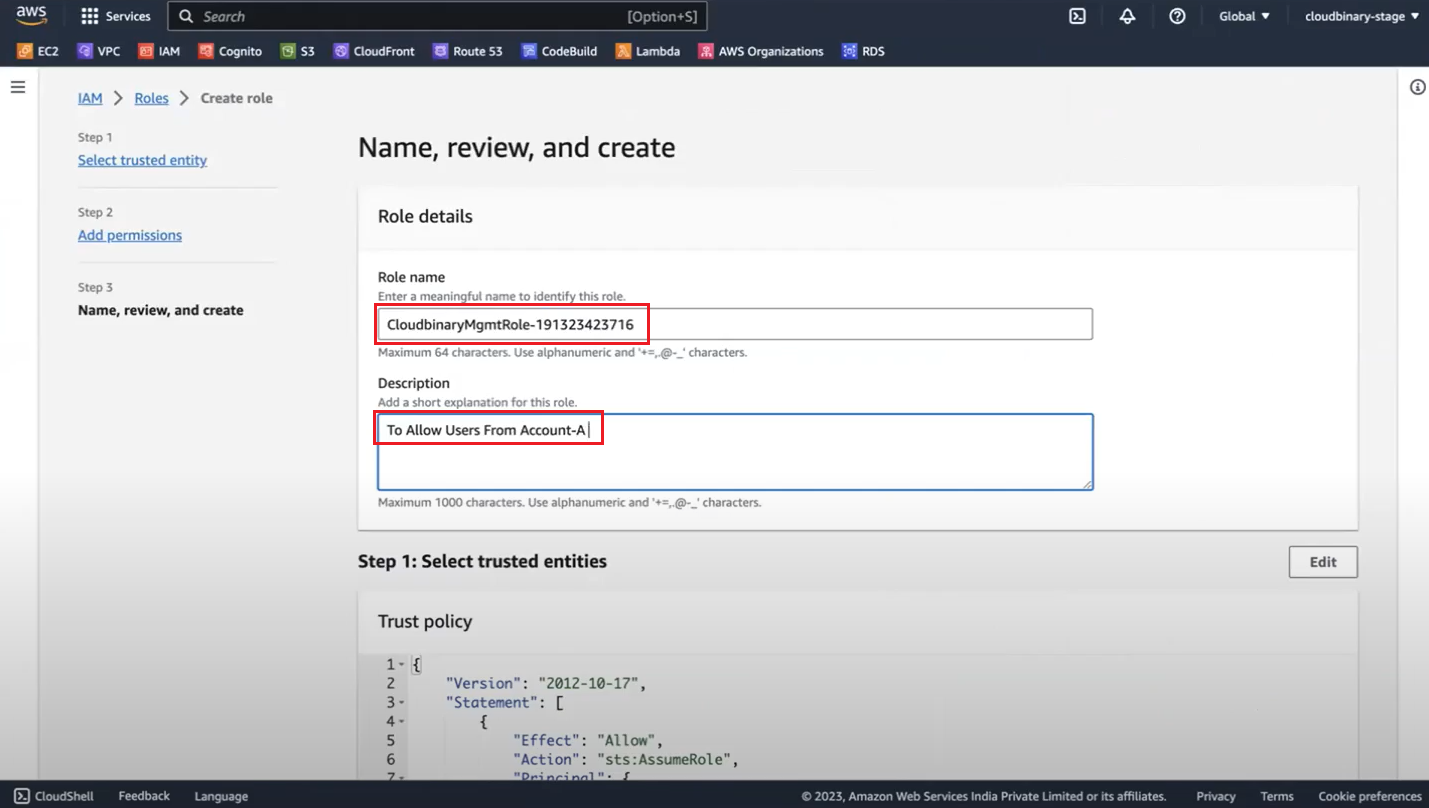 aws Services Search [Option+S] Global cloudbinary-stage
EC2 VPC IAM Cognito S3 CloudFront Route 53 CodeBuild Lambda AWS Organizations RDS
IAM > Roles > Create role
Step 1
Select trusted entity
Step 2
Add permissions
Step 3
Name, review, and create
Name, review, and create
Role details
Role name
Enter a meaningful name to identify this role.
CloudbinaryMgmtRole-191323423716
Maximum 64 characters. Use alphanumeric and '+=,.@-_' characters.
Description
Add a short explanation for this role.
To Allow Users From Account-A
Maximum 1000 characters. Use alphanumeric and '+=,.@-_' characters.
Step 1: Select trusted entities
Edit
Trust policy
1 {
2 "Version": "2012-10-17",
3 "Statement": [
4 {
5 "Effect": "Allow",
6 "Action": "sts:AssumeRole",
7 "Principal": {
CloudShell Feedback Language © 2023, Amazon Web Services India Private Limited or its affiliates. Privacy Terms Cookie preferences